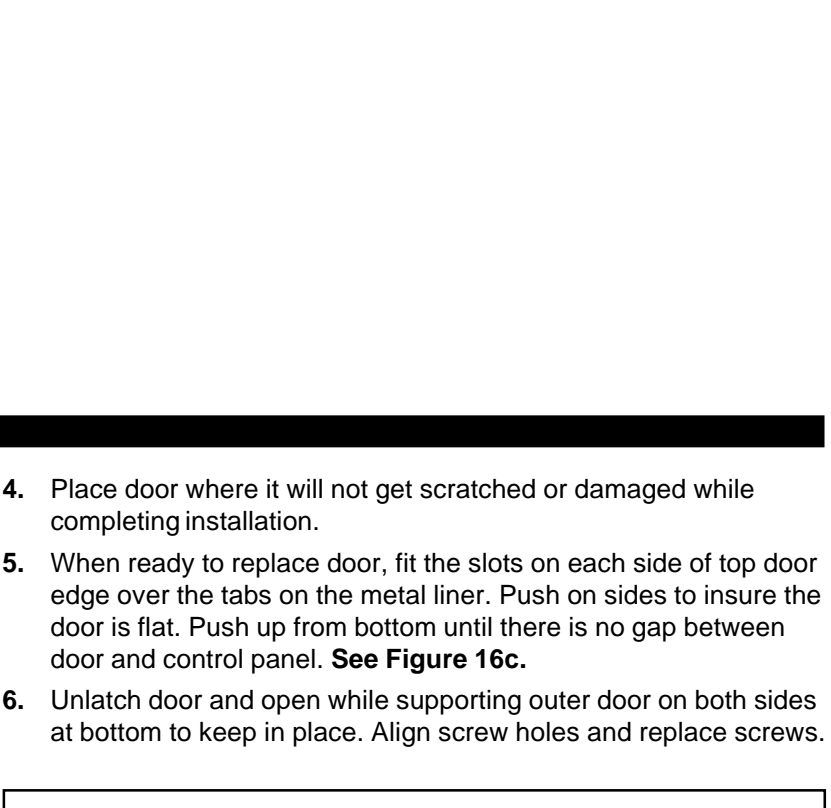 4. Place door where it will not get scratched or damaged while
completing installation.
5. When ready to replace door, fit the slots on each side of top door
edge over the tabs on the metal liner. Push on sides to insure the
door is flat. Push up from bottom until there is no gap between
door and control panel. See Figure 16c.
6. Unlatch door and open while supporting outer door on both sides
at bottom to keep in place. Align screw holes and replace screws.